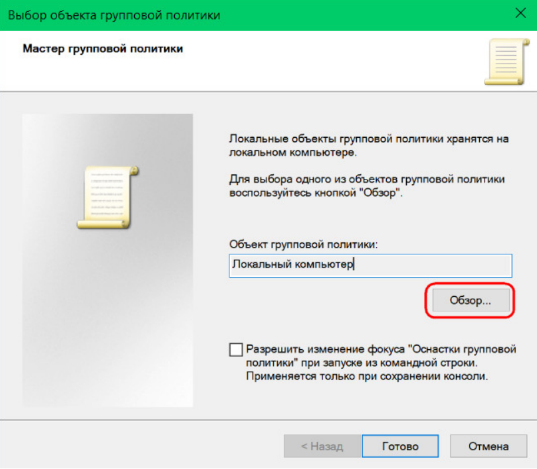 Выбор объекта групповой политики
Мастер групповой политики
Локальные объекты групповой политики хранятся на
локальном компьютере.
Для выбора одного из объектов групповой политики
воспользуйтесь кнопкой "Обзор".
Объект групповой политики:
Локальный компьютер
Обзор...
Разрешить изменение фокуса "Оснастки групповой
политики" при запуске из командной строки.
Применяется только при сохранении консоли.
< Назад
Готово
Отмена